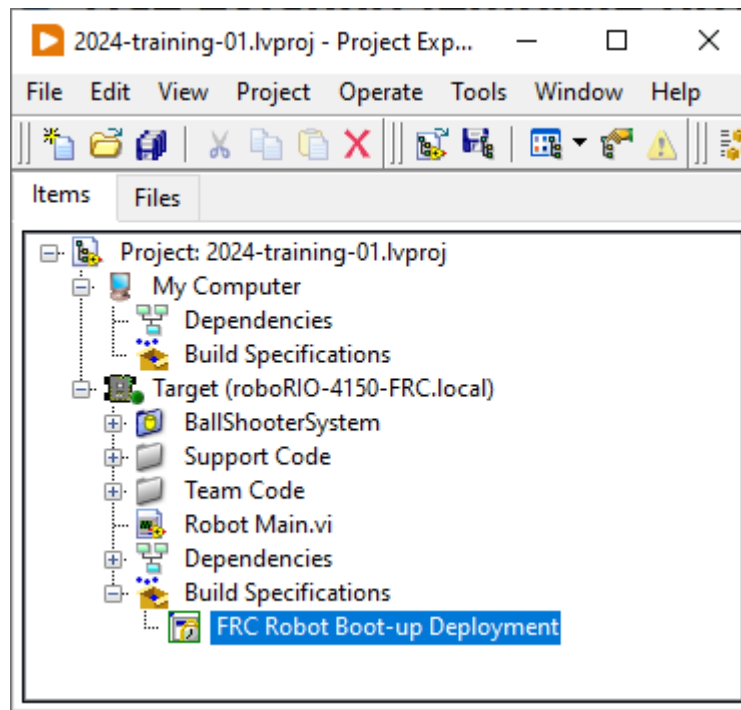 2024-training-01.lvproj - Project Exp...
File Edit View Project Operate Tools Window Help
Items Files
Project: 2024-training-01.lvproj
My Computer
Dependencies
Build Specifications
Target (roboRIO-4150-FRC.local)
BallShooterSystem
Support Code
Team Code
Robot Main.vi
Dependencies
Build Specifications
FRC Robot Boot-up Deployment